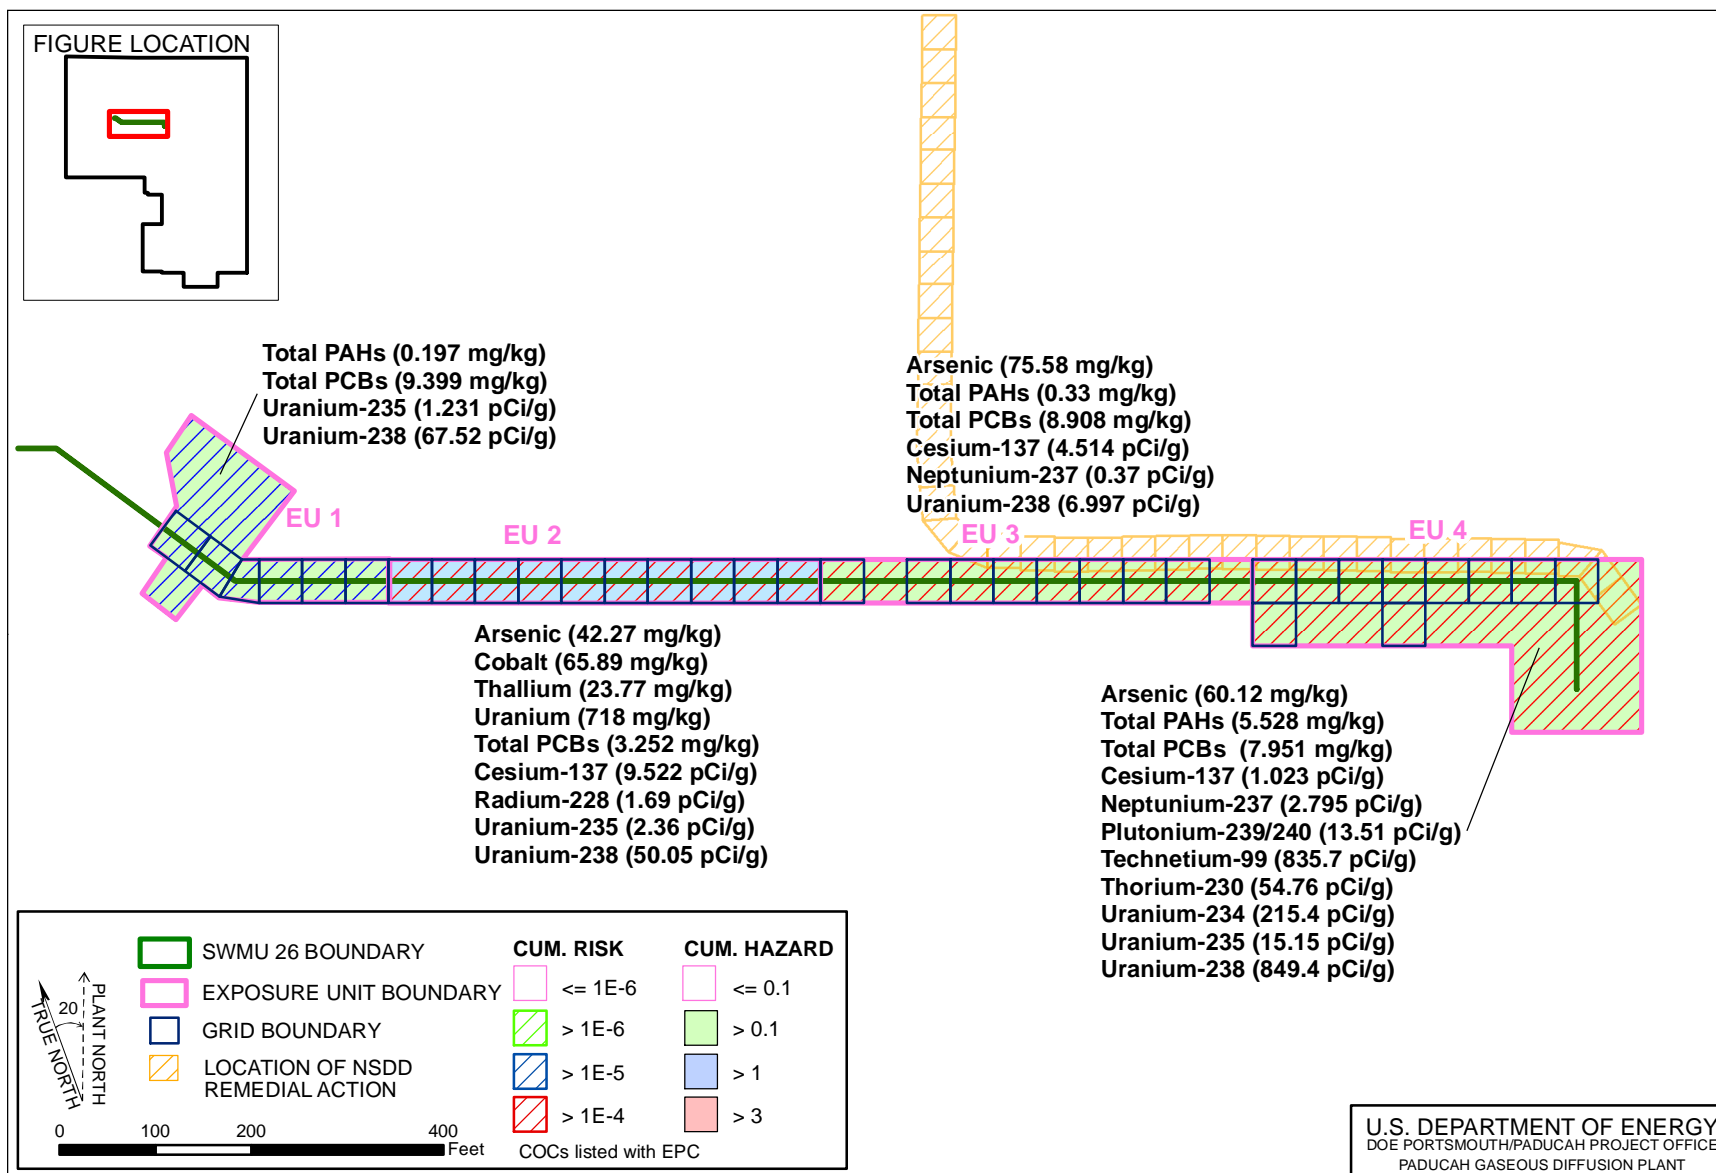 FIGURE LOCATION
Total PAHs (0.197 mg/kg)
Total PCBs (9.399 mg/kg)
Uranium-235 (1.231 pCi/g)
Uranium-238 (67.52 pCi/g)
Arsenic (75.58 mg/kg)
Total PAHs (0.33 mg/kg)
Total PCBs (8.908 mg/kg)
Cesium-137 (4.514 pCi/g)
Neptunium-237 (0.37 pCi/g)
Uranium-238 (6.997 pCi/g)
EU 1
EU 2
EU 3
EU 4
Arsenic (42.27 mg/kg)
Cobalt (65.89 mg/kg)
Thallium (23.77 mg/kg)
Uranium (718 mg/kg)
Total PCBs (3.252 mg/kg)
Cesium-137 (9.522 pCi/g)
Radium-228 (1.69 pCi/g)
Uranium-235 (2.36 pCi/g)
Uranium-238 (50.05 pCi/g)
Arsenic (60.12 mg/kg)
Total PAHs (5.528 mg/kg)
Total PCBs (7.951 mg/kg)
Cesium-137 (1.023 pCi/g)
Neptunium-237 (2.795 pCi/g)
Plutonium-239/240 (13.51 pCi/g)
Technetium-99 (835.7 pCi/g)
Thorium-230 (54.76 pCi/g)
Uranium-234 (215.4 pCi/g)
Uranium-235 (15.15 pCi/g)
Uranium-238 (849.4 pCi/g)
TRUE NORTH
20
PLANT NORTH
SWMU 26 BOUNDARY
EXPOSURE UNIT BOUNDARY
GRID BOUNDARY
LOCATION OF NSDD
REMEDIAL ACTION
CUM. RISK
<= 1E-6
> 1E-6
> 1E-5
> 1E-4
CUM. HAZARD
<= 0.1
> 0.1
> 1
> 3
0 100 200 400
Feet
COCs listed with EPC
U.S. DEPARTMENT OF ENERGY
DOE PORTSMOUTH/PADUCAH PROJECT OFFICE
PADUCAH GASEOUS DIFFUSION PLANT